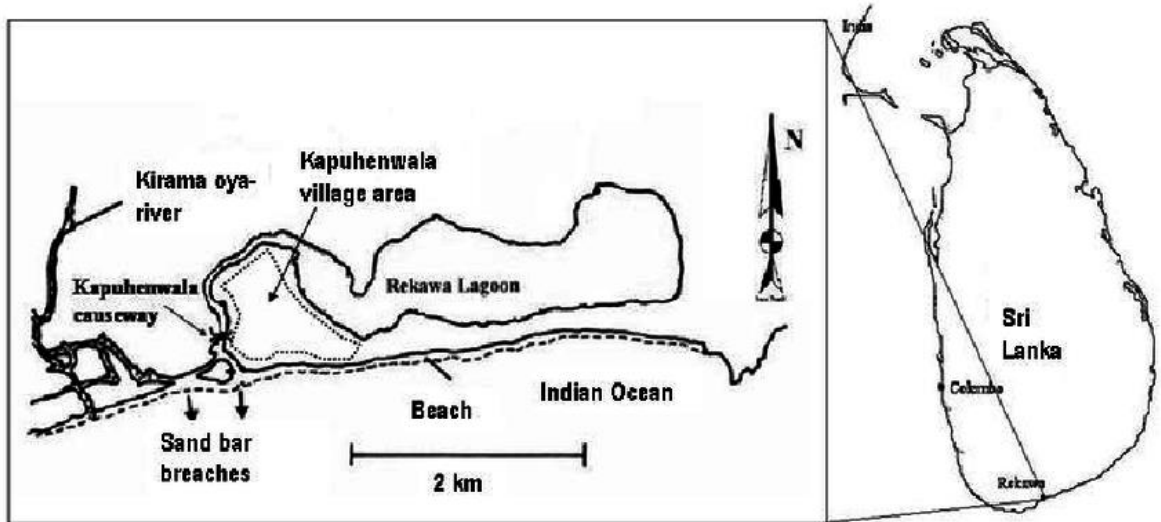 India
Kapuhenwala
village area
Kirama oya-
river
N
Kapuhenwala
causeway
Rekawa Lagoon
Sri
Lanka
Colombo
Indian Ocean
Beach
Sand bar
breaches
2 km
Rekawa